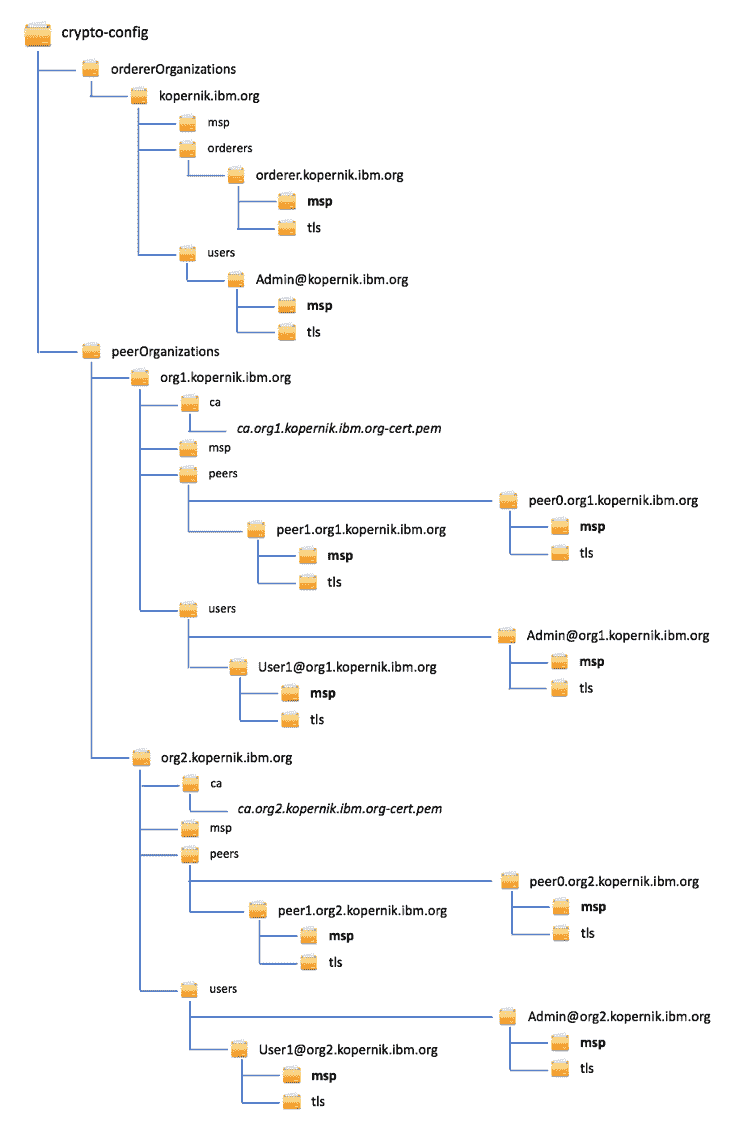 crypto-config
ordererOrganizations
kopernik.ibm.org
msp
orderers
orderer.kopernik.ibm.org
msp
tls
users
Admin@kopernik.ibm.org
msp
tls
peerOrganizations
org1.kopernik.ibm.org
ca
ca.org1.kopernik.ibm.org-cert.pem
msp
peers
peer0.org1.kopernik.ibm.org
msp
tls
peer1.org1.kopernik.ibm.org
msp
tls
users
Admin@org1.kopernik.ibm.org
msp
tls
User1@org1.kopernik.ibm.org
msp
tls
org2.kopernik.ibm.org
ca
ca.org2.kopernik.ibm.org-cert.pem
msp
peers
peer0.org2.kopernik.ibm.org
msp
tls
peer1.org2.kopernik.ibm.org
msp
tls
users
Admin@org2.kopernik.ibm.org
msp
tls
User1@org2.kopernik.ibm.org
msp
tls